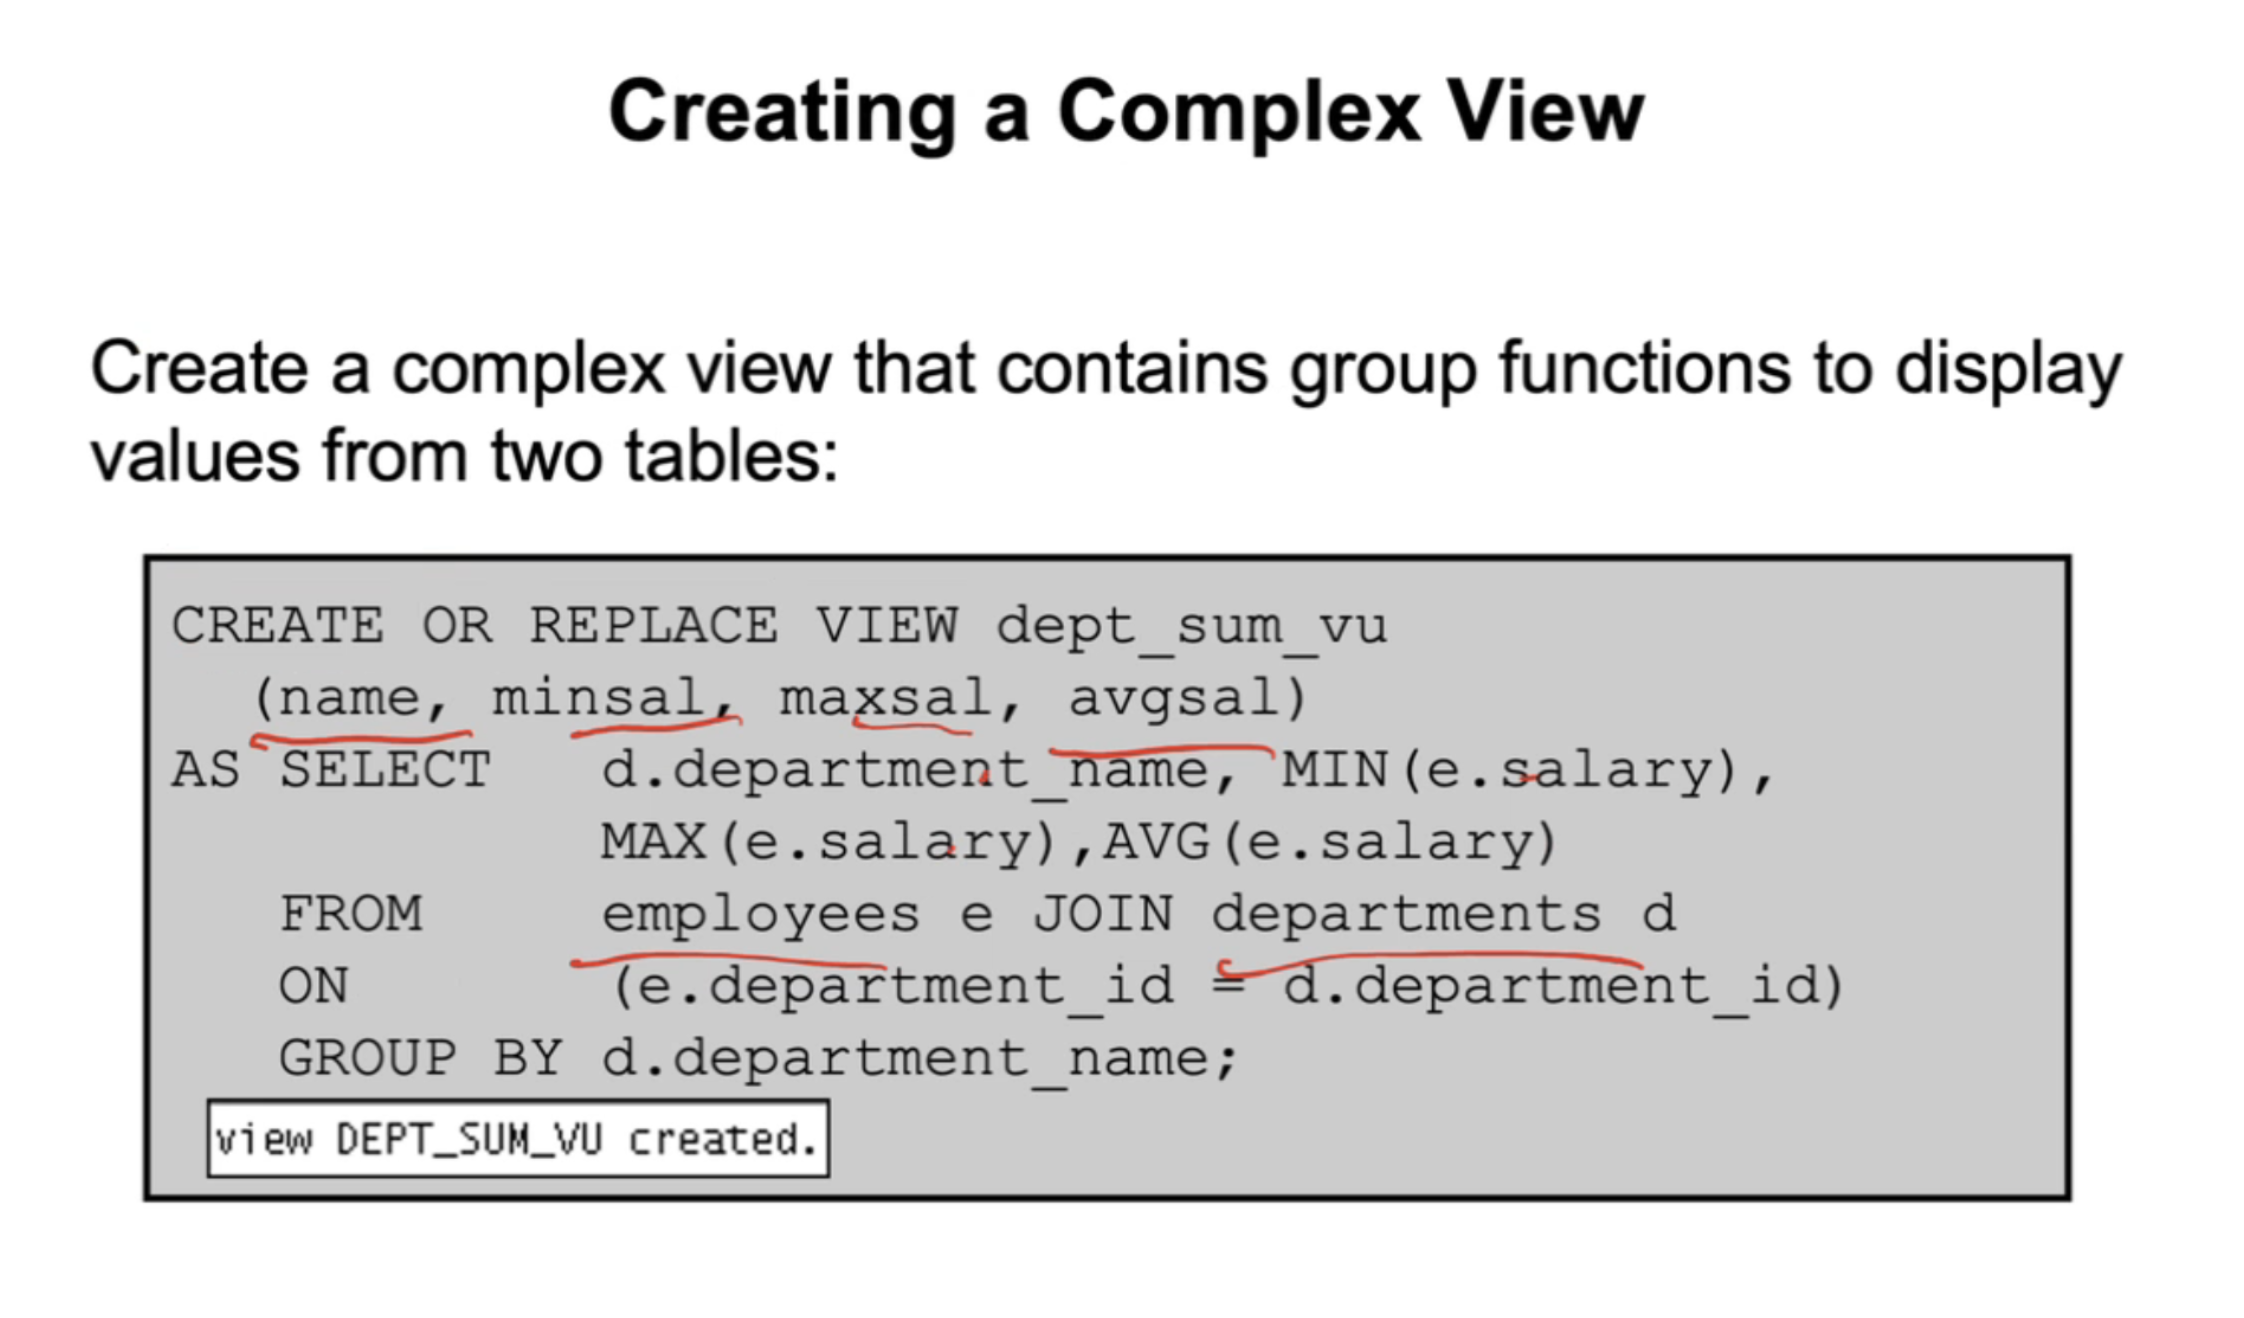 Creating a Complex View
Create a complex view that contains group functions to display
values from two tables:
CREATE OR REPLACE VIEW dept_sum_vu
(name, minsal, maxsal, avgsal)
AS SELECT d.department_name, MIN(e.salary),
MAX(e.salary),AVG(e.salary)
FROM employees e JOIN departments d
ON (e.department_id = d.department_id)
GROUP BY d.department_name;
view DEPT_SUM_VU created.